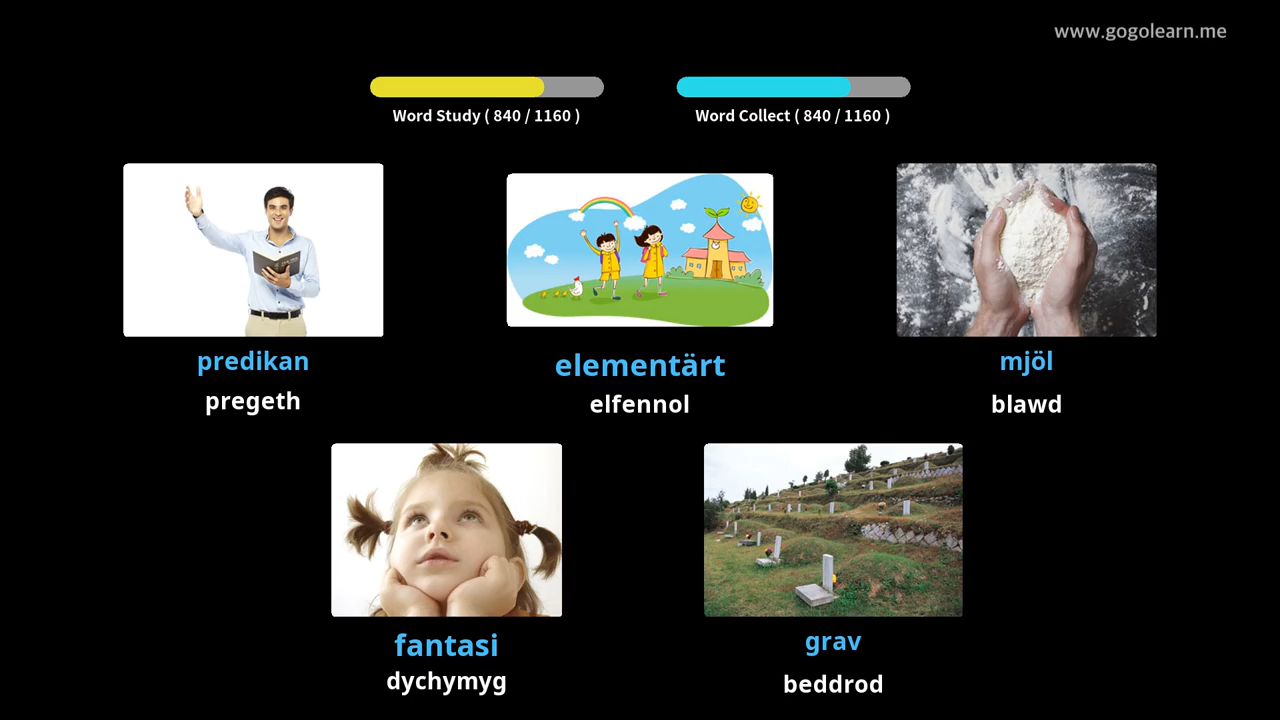 www.gogolearn.me
Word Study ( 840 / 1160 )
Word Collect ( 840 / 1160 )
predikan
pregeth
elementärt
elfennol
mjöl
blawd
fantasi
dychymyg
grav
beddrod